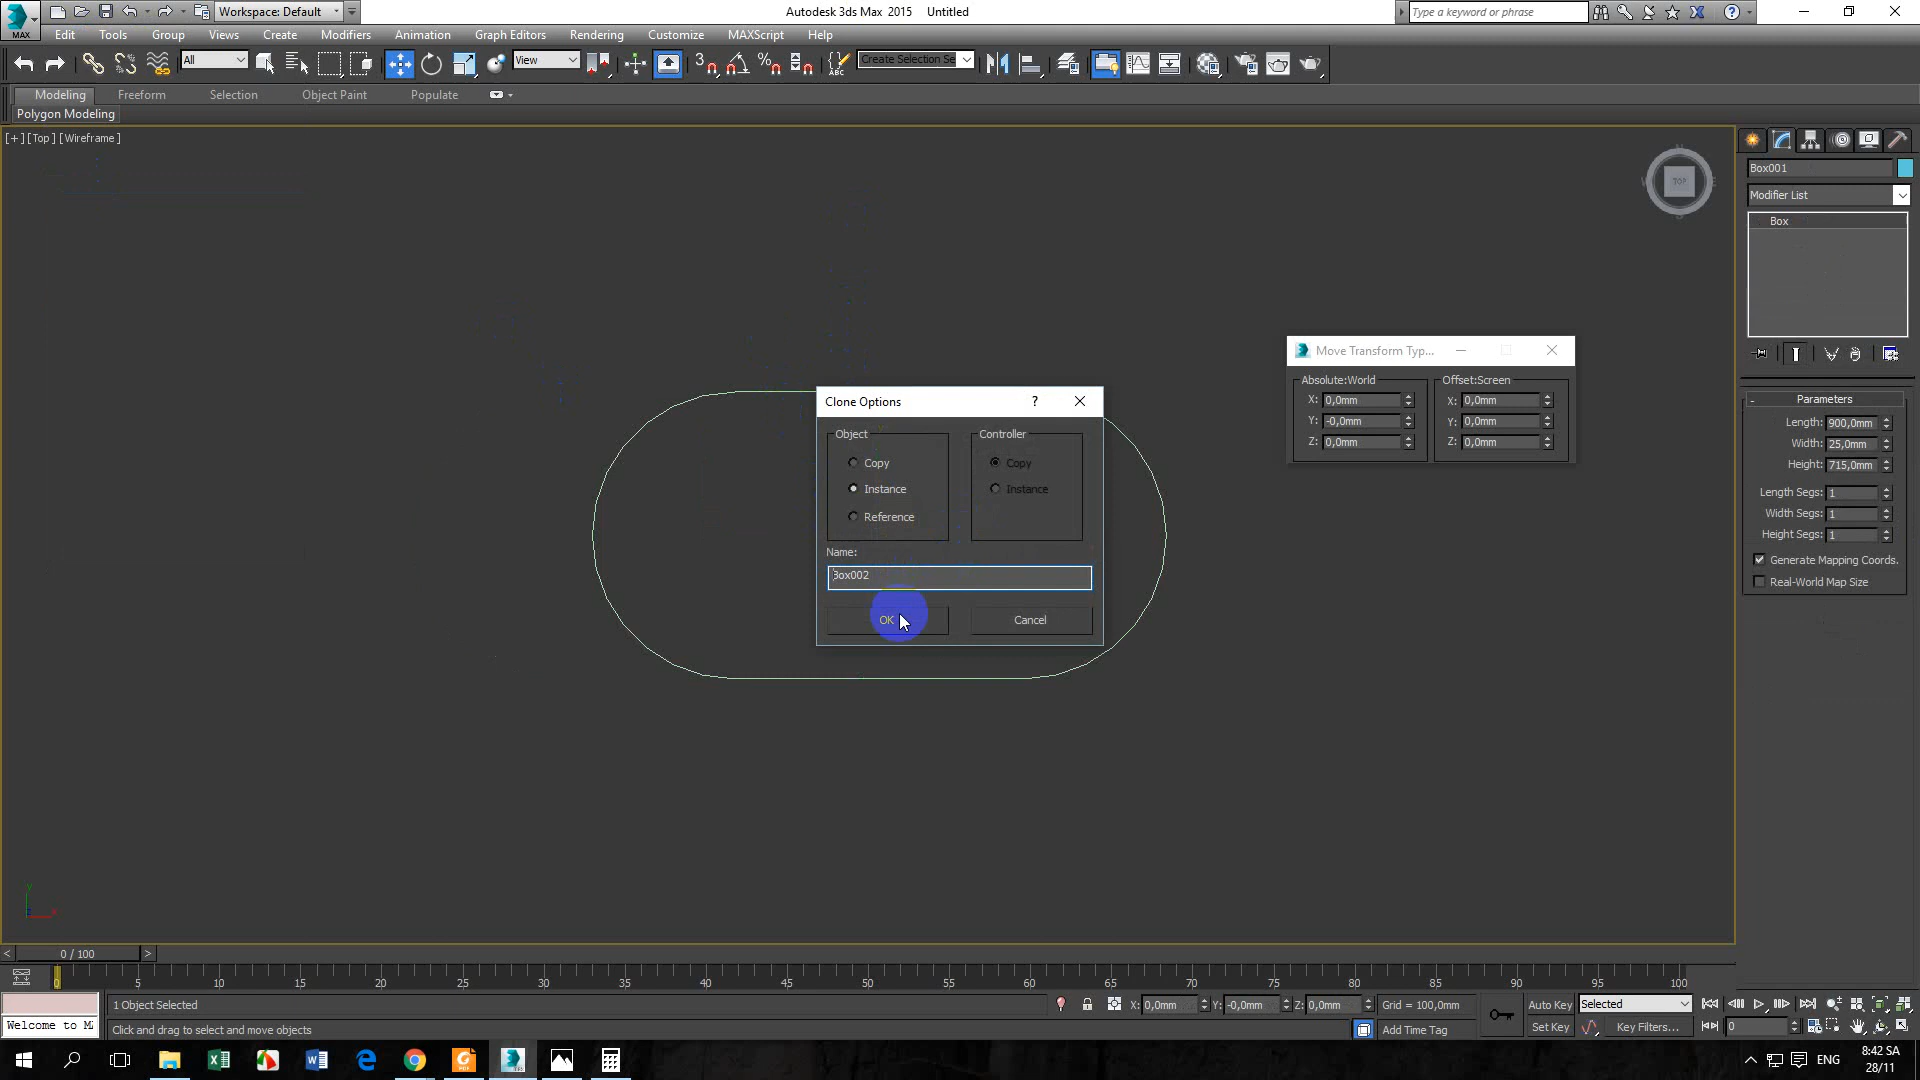 Workspace: Default
Autodesk 3ds Max 2015 Untitled
Type a keyword or phrase
MAX
Edit Tools Group Views Create Modifiers Animation Graph Editors Rendering Customize MAXScript Help
All
View
3
ABC
Create Selection Se
Modeling Freeform Selection Object Paint Populate
Polygon Modeling
[+] [Top] [Wireframe]
TOP
Box001
Modifier List
Box
Move Transform Typ...
Absolute:World Offset:Screen
X: 0,0mm X: 0,0mm
Y: -0,0mm Y: 0,0mm
Z: 0,0mm Z: 0,0mm
Clone Options ?
Object Controller
Copy Copy
Instance Instance
Reference
Name:
Box002
OK Cancel
Parameters
Length: 900,0mm
Width: 25,0mm
Height: 715,0mm
Length Segs: 1
Width Segs: 1
Height Segs: 1
Generate Mapping Coords.
Real-World Map Size
< 0 / 100 >
0 5 10 15 20 25 30 35 40 45 50 55 60 65 70 75 80 85 90 95 100
1 Object Selected
X: 0,0mm Y: -0,0mm Z: 0,0mm Grid = 100,0mm
Auto Key Selected
Welcome to M
Click and drag to select and move objects
Add Time Tag
Set Key Key Filters... 0
ENG
8:42 SA
28/11